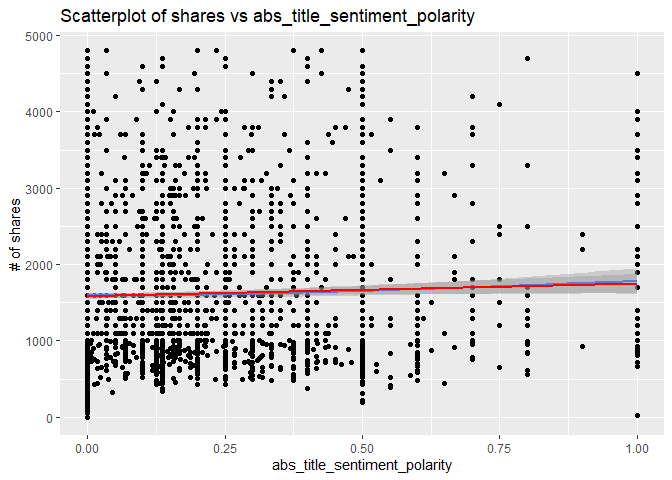 Scatterplot of shares vs abs_title_sentiment_polarity
5000
4000
3000
2000
1000
0
# of shares
0.00 0.25 0.50 0.75 1.00
abs_title_sentiment_polarity